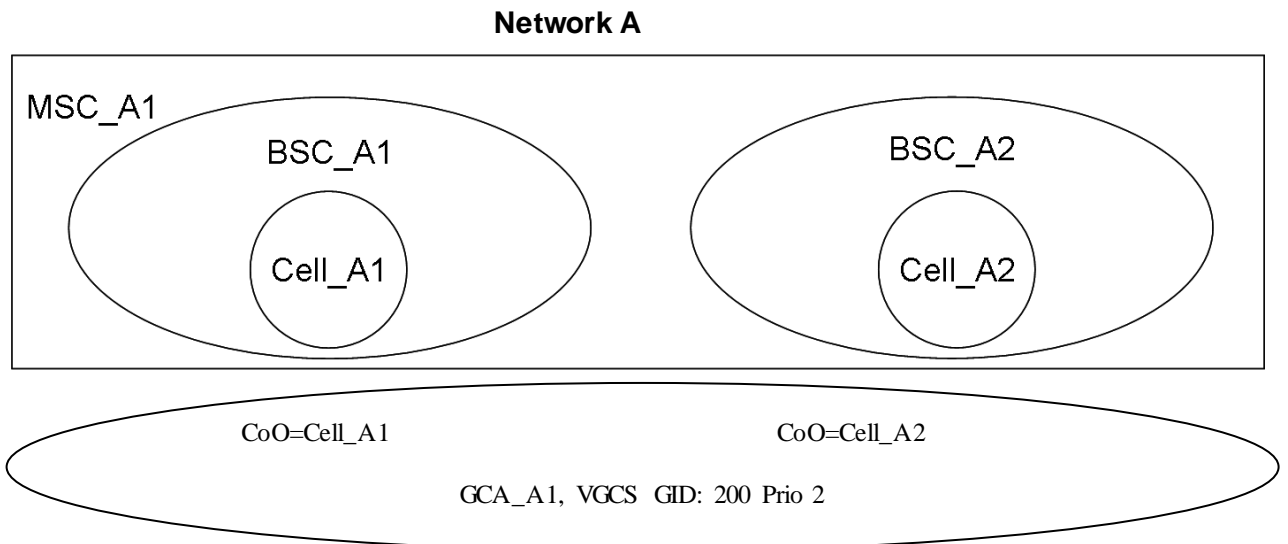 Network A
MSC_A1
BSC_A1
BSC_A2
Cell_A1
Cell_A2
CoO=Cell_A1
CoO=Cell_A2
GCA_A1, VGCS GID: 200 Prio 2